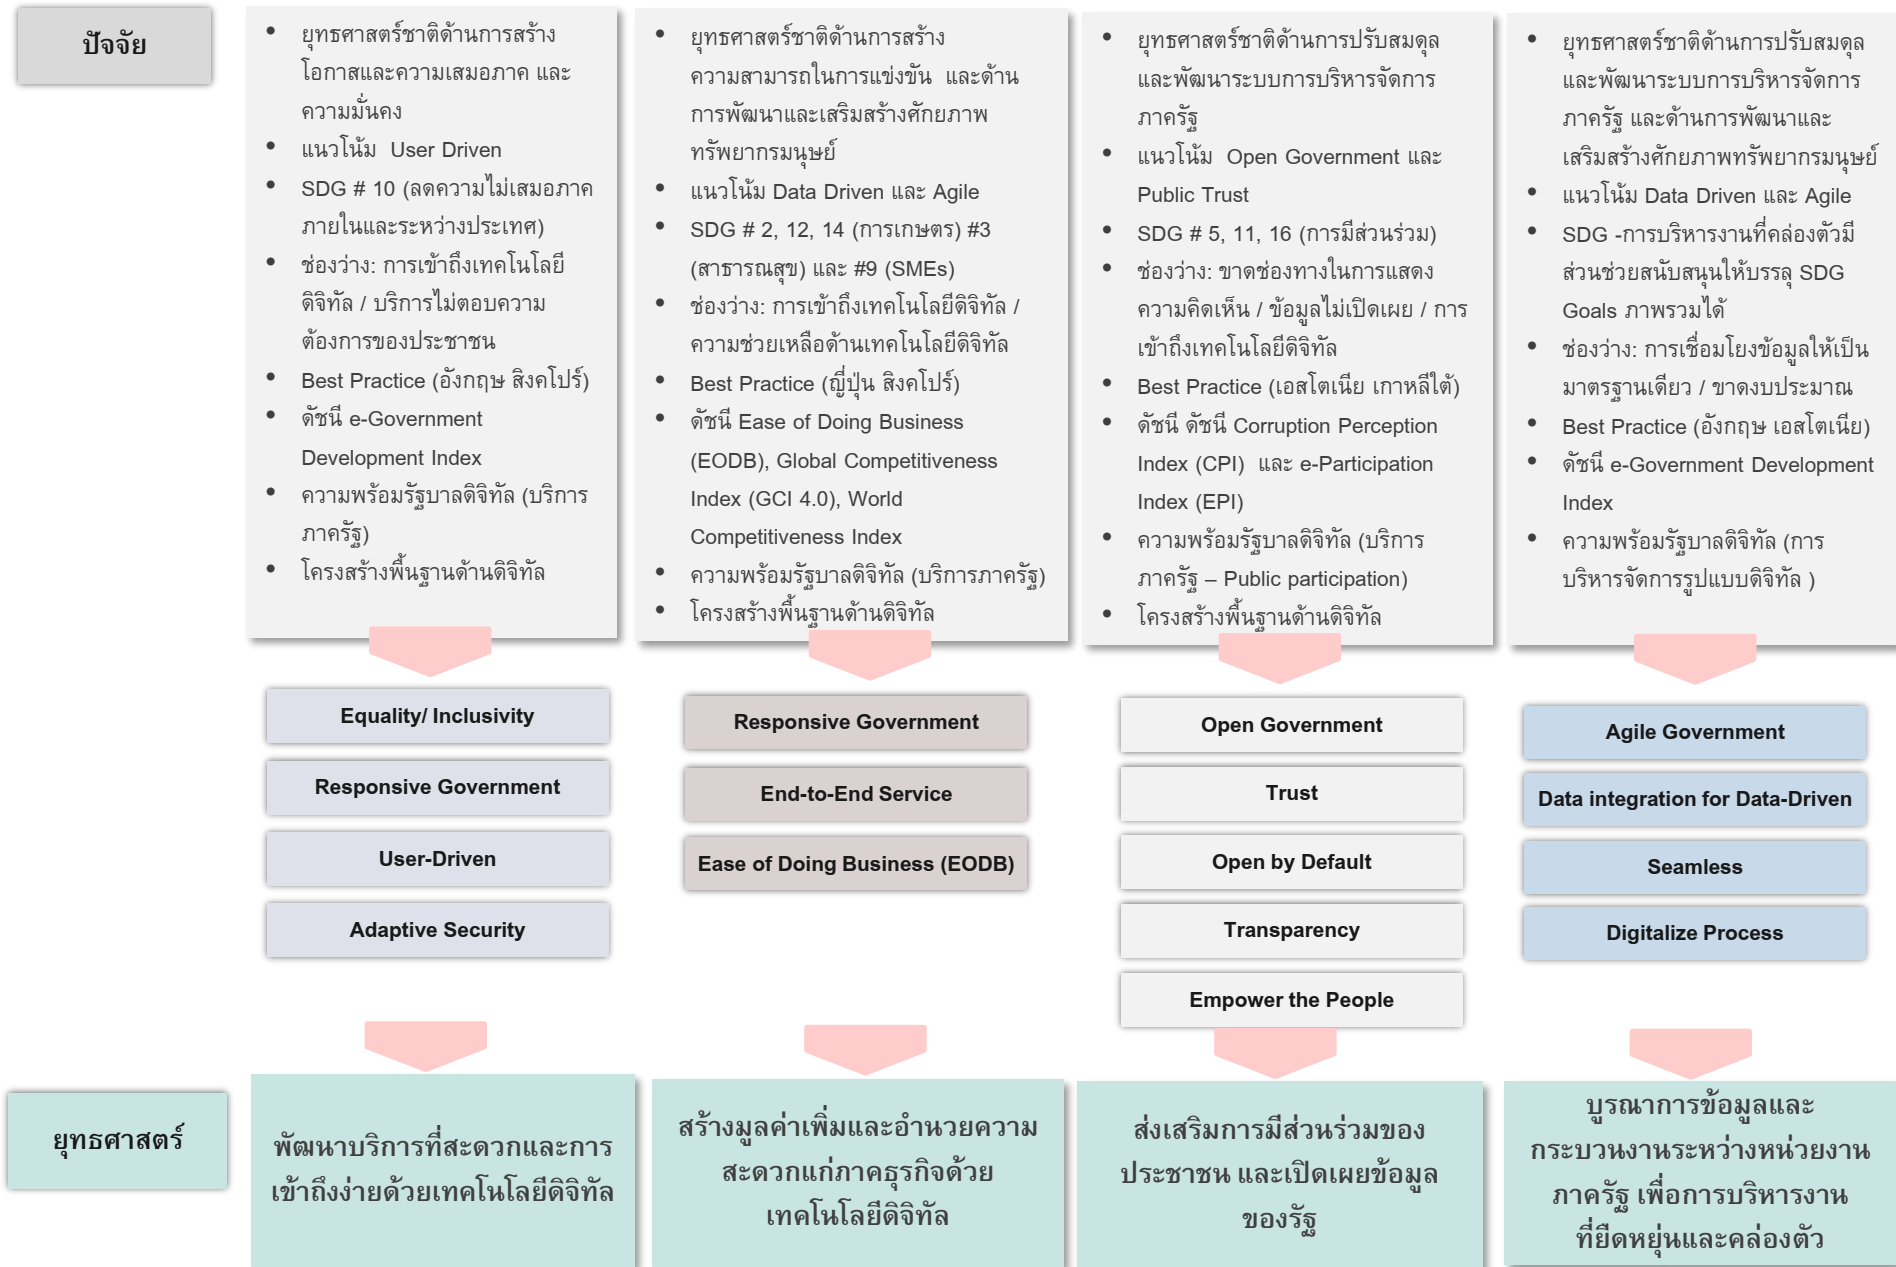 ปัจจัย
• ยุทธศาสตร์ชาติด้านการสร้าง
โอกาสและความเสมอภาค และ
ความมั่นคง
• แนวโน้ม User Driven
• SDG # 10 (ลดความไม่เสมอภาค
ภายในและระหว่างประเทศ)
• ช่องว่าง: การเข้าถึงเทคโนโลยี
ดิจิทัล / บริการไม่ตอบความ
ต้องการของประชาชน
• Best Practice (อังกฤษ สิงคโปร์)
• ดัชนี e-Government
Development Index
• ความพร้อมรัฐบาลดิจิทัล (บริการ
ภาครัฐ)
• โครงสร้างพื้นฐานด้านดิจิทัล
• ยุทธศาสตร์ชาติด้านการสร้าง
ความสามารถในการแข่งขัน และด้าน
การพัฒนาและเสริมสร้างศักยภาพ
ทรัพยากรมนุษย์
• แนวโน้ม Data Driven และ Agile
• SDG # 2, 12, 14 (การเกษตร) #3
(สาธารณสุข) และ #9 (SMEs)
• ช่องว่าง: การเข้าถึงเทคโนโลยีดิจิทัล /
ความช่วยเหลือด้านเทคโนโลยีดิจิทัล
• Best Practice (ญี่ปุ่น สิงคโปร์)
• ดัชนี Ease of Doing Business
(EODB), Global Competitiveness
Index (GCI 4.0), World
Competitiveness Index
• ความพร้อมรัฐบาลดิจิทัล (บริการภาครัฐ)
• โครงสร้างพื้นฐานด้านดิจิทัล
• ยุทธศาสตร์ชาติด้านการปรับสมดุล
และพัฒนาระบบการบริหารจัดการ
ภาครัฐ
• แนวโน้ม Open Government และ
Public Trust
• SDG # 5, 11, 16 (การมีส่วนร่วม)
• ช่องว่าง: ขาดช่องทางในการแสดง
ความคิดเห็น / ข้อมูลไม่เปิดเผย / การ
เข้าถึงเทคโนโลยีดิจิทัล
• Best Practice (เอสโตเนีย เกาหลีใต้)
• ดัชนี ดัชนี Corruption Perception
Index (CPI) และ e-Participation
Index (EPI)
• ความพร้อมรัฐบาลดิจิทัล (บริการ
ภาครัฐ – Public participation)
• โครงสร้างพื้นฐานด้านดิจิทัล
• ยุทธศาสตร์ชาติด้านการปรับสมดุล
และพัฒนาระบบการบริหารจัดการ
ภาครัฐ และด้านการพัฒนาและ
เสริมสร้างศักยภาพทรัพยากรมนุษย์
• แนวโน้ม Data Driven และ Agile
• SDG -การบริหารงานที่คล่องตัวมี
ส่วนช่วยสนับสนุนให้บรรลุ SDG
Goals ภาพรวมได้
• ช่องว่าง: การเชื่อมโยงข้อมูลให้เป็น
มาตรฐานเดียว / ขาดงบประมาณ
• Best Practice (อังกฤษ เอสโตเนีย)
• ดัชนี e-Government Development
Index
• ความพร้อมรัฐบาลดิจิทัล (การ
บริหารจัดการรูปแบบดิจิทัล )
Equality/ Inclusivity
Responsive Government
User-Driven
Adaptive Security
Responsive Government
End-to-End Service
Ease of Doing Business (EODB)
Open Government
Trust
Open by Default
Transparency
Empower the People
Agile Government
Data integration for Data-Driven
Seamless
Digitalize Process
ยุทธศาสตร์
พัฒนาบริการที่สะดวกและการ
เข้าถึงง่ายด้วยเทคโนโลยีดิจิทัล
สร้างมูลค่าเพิ่มและอำนวยความ
สะดวกแก่ภาคธุรกิจด้วย
เทคโนโลยีดิจิทัล
ส่งเสริมการมีส่วนร่วมของ
ประชาชน และเปิดเผยข้อมูล
ของรัฐ
บูรณาการข้อมูลและ
กระบวนงานระหว่างหน่วยงาน
ภาครัฐ เพื่อการบริหารงาน
ที่ยืดหยุ่นและคล่องตัว